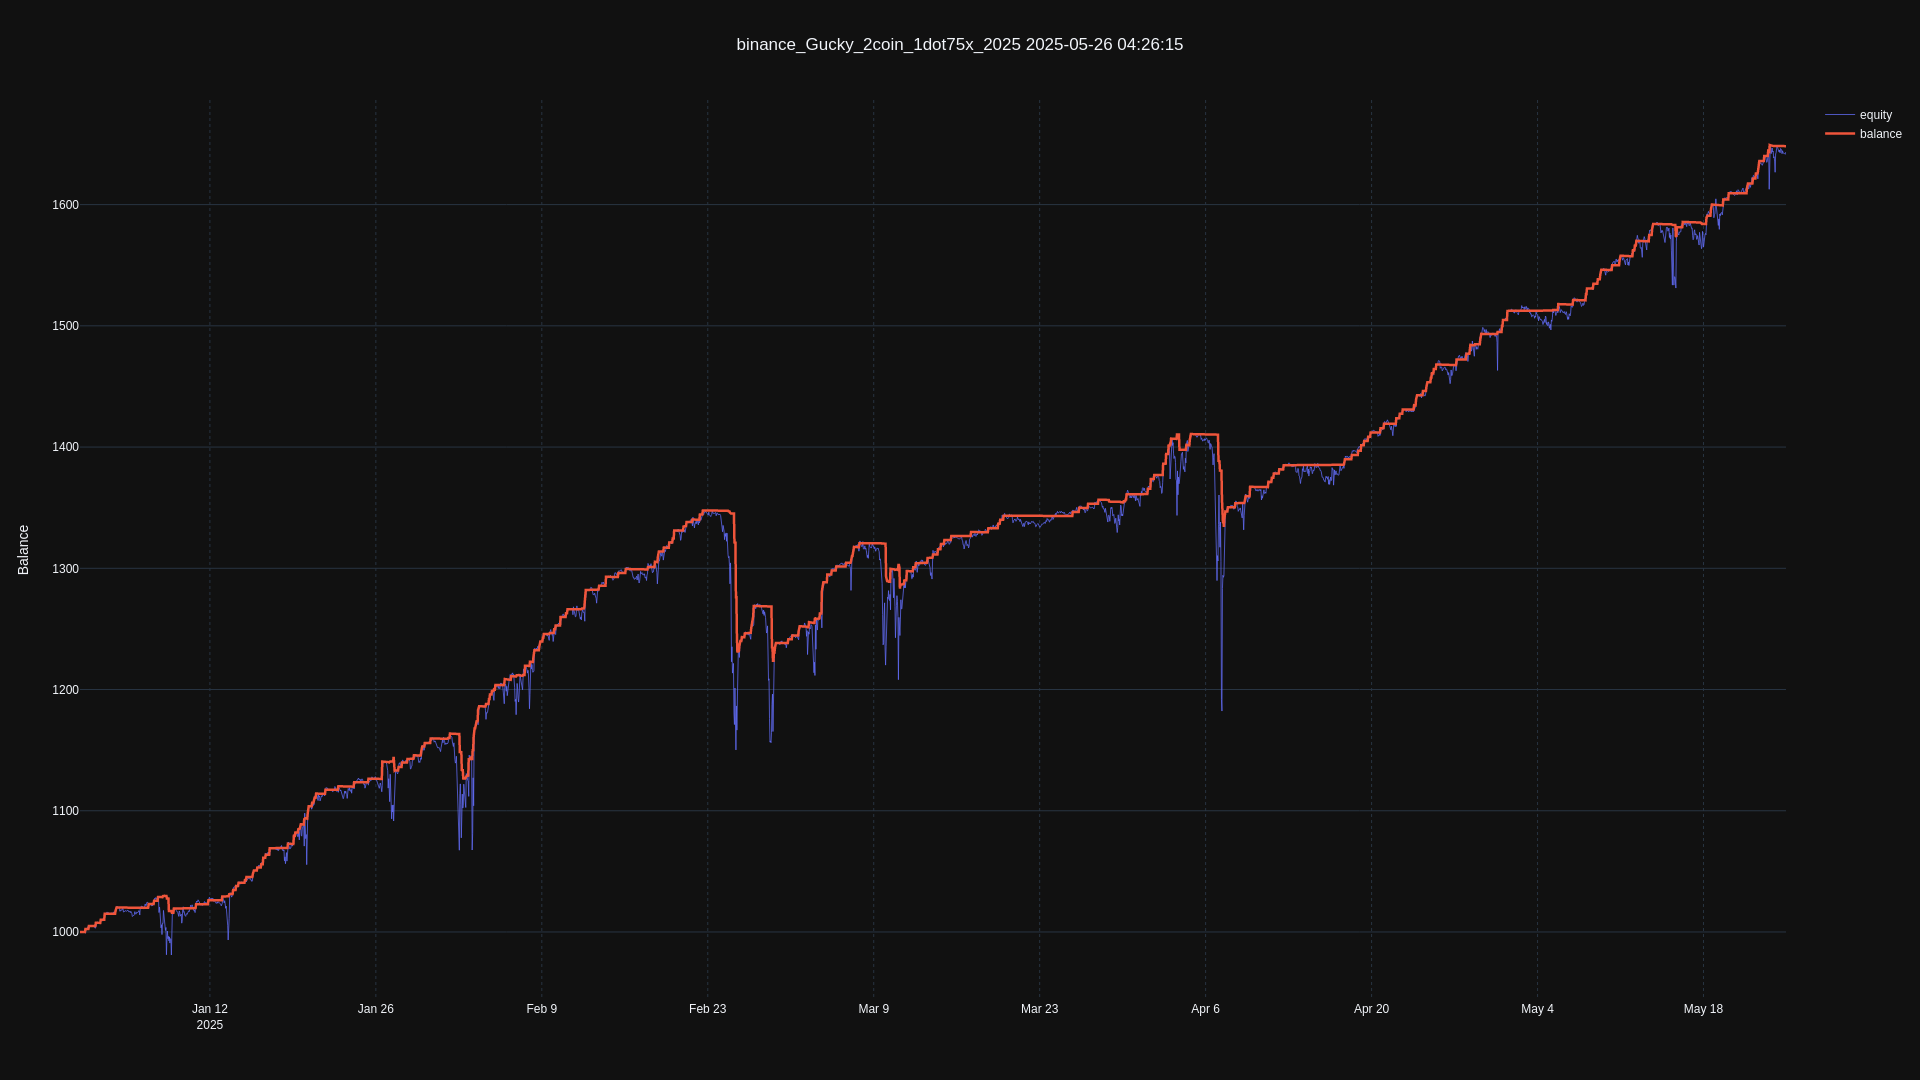 binance_Gucky_2coin_1dot75x_2025 2025-05-26 04:26:15
equity
balance
Balance
1600
1500
1400
1300
1200
1100
1000
Jan 12
2025
Jan 26
Feb 9
Feb 23
Mar 9
Mar 23
Apr 6
Apr 20
May 4
May 18